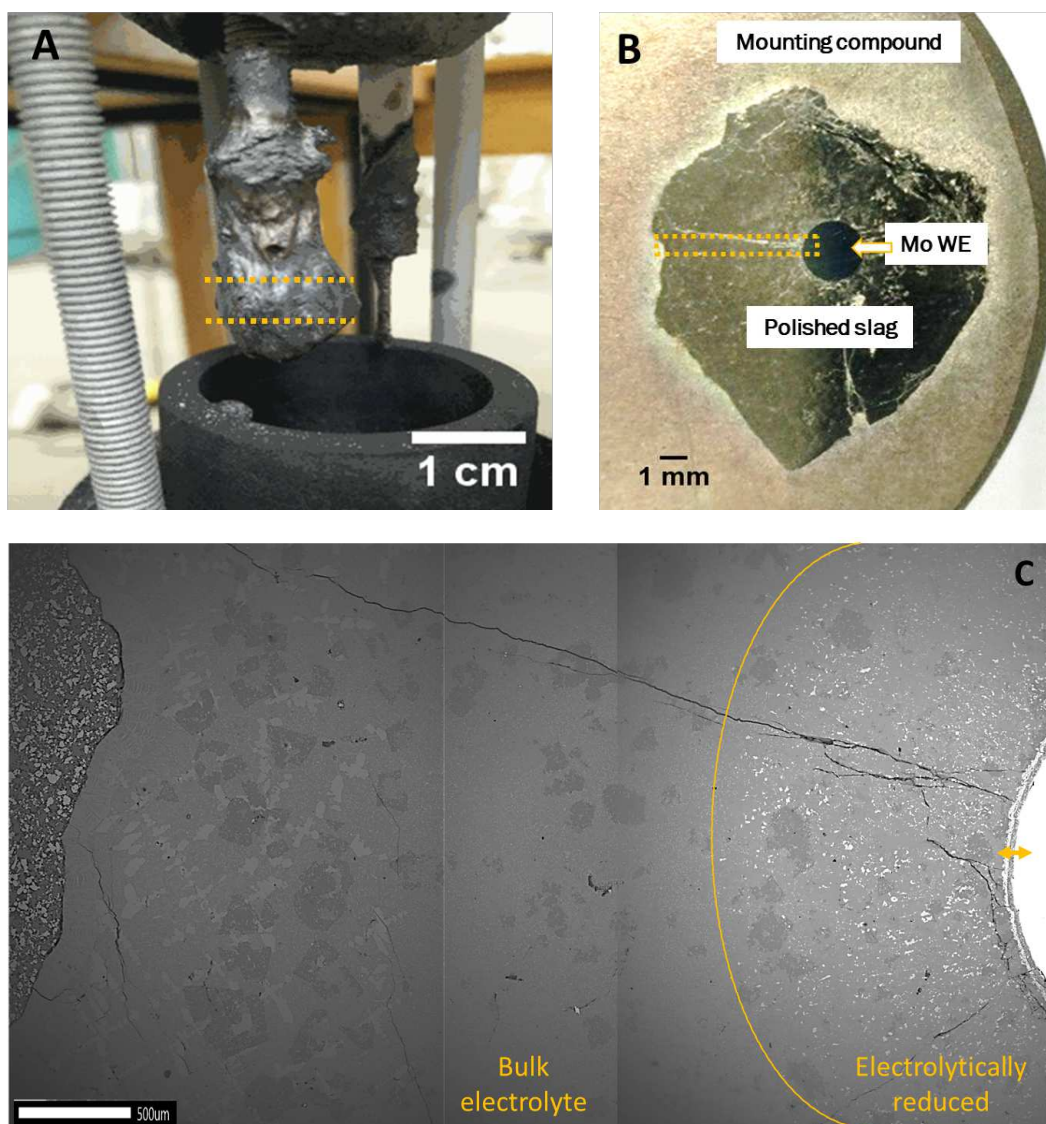 A
1 cm
B
Mounting compound
Mo WE
Polished slag
1 mm
C
Bulk
electrolyte
Electrolytically
reduced
500um